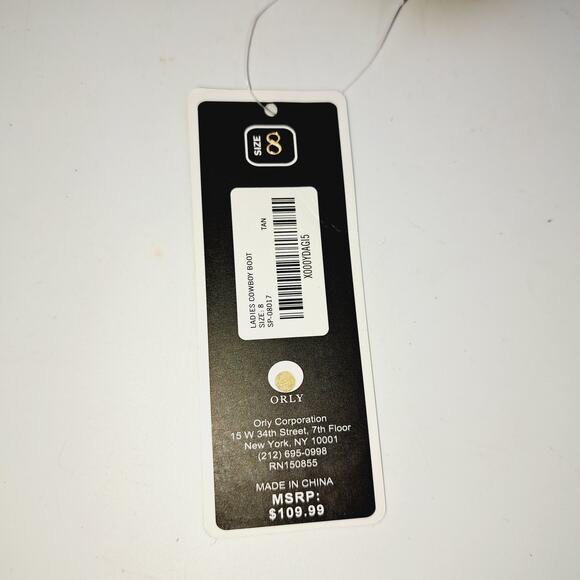 SIZE 8
LADIES COWBOY BOOT
SIZE: 8 TAN
SP-08017
X000YDAGI5
ORLY
Orly Corporation
15 W 34th Street, 7th Floor
New York, NY 10001
(212) 695-0998
RN150855
MADE IN CHINA
MSRP:
$109.99